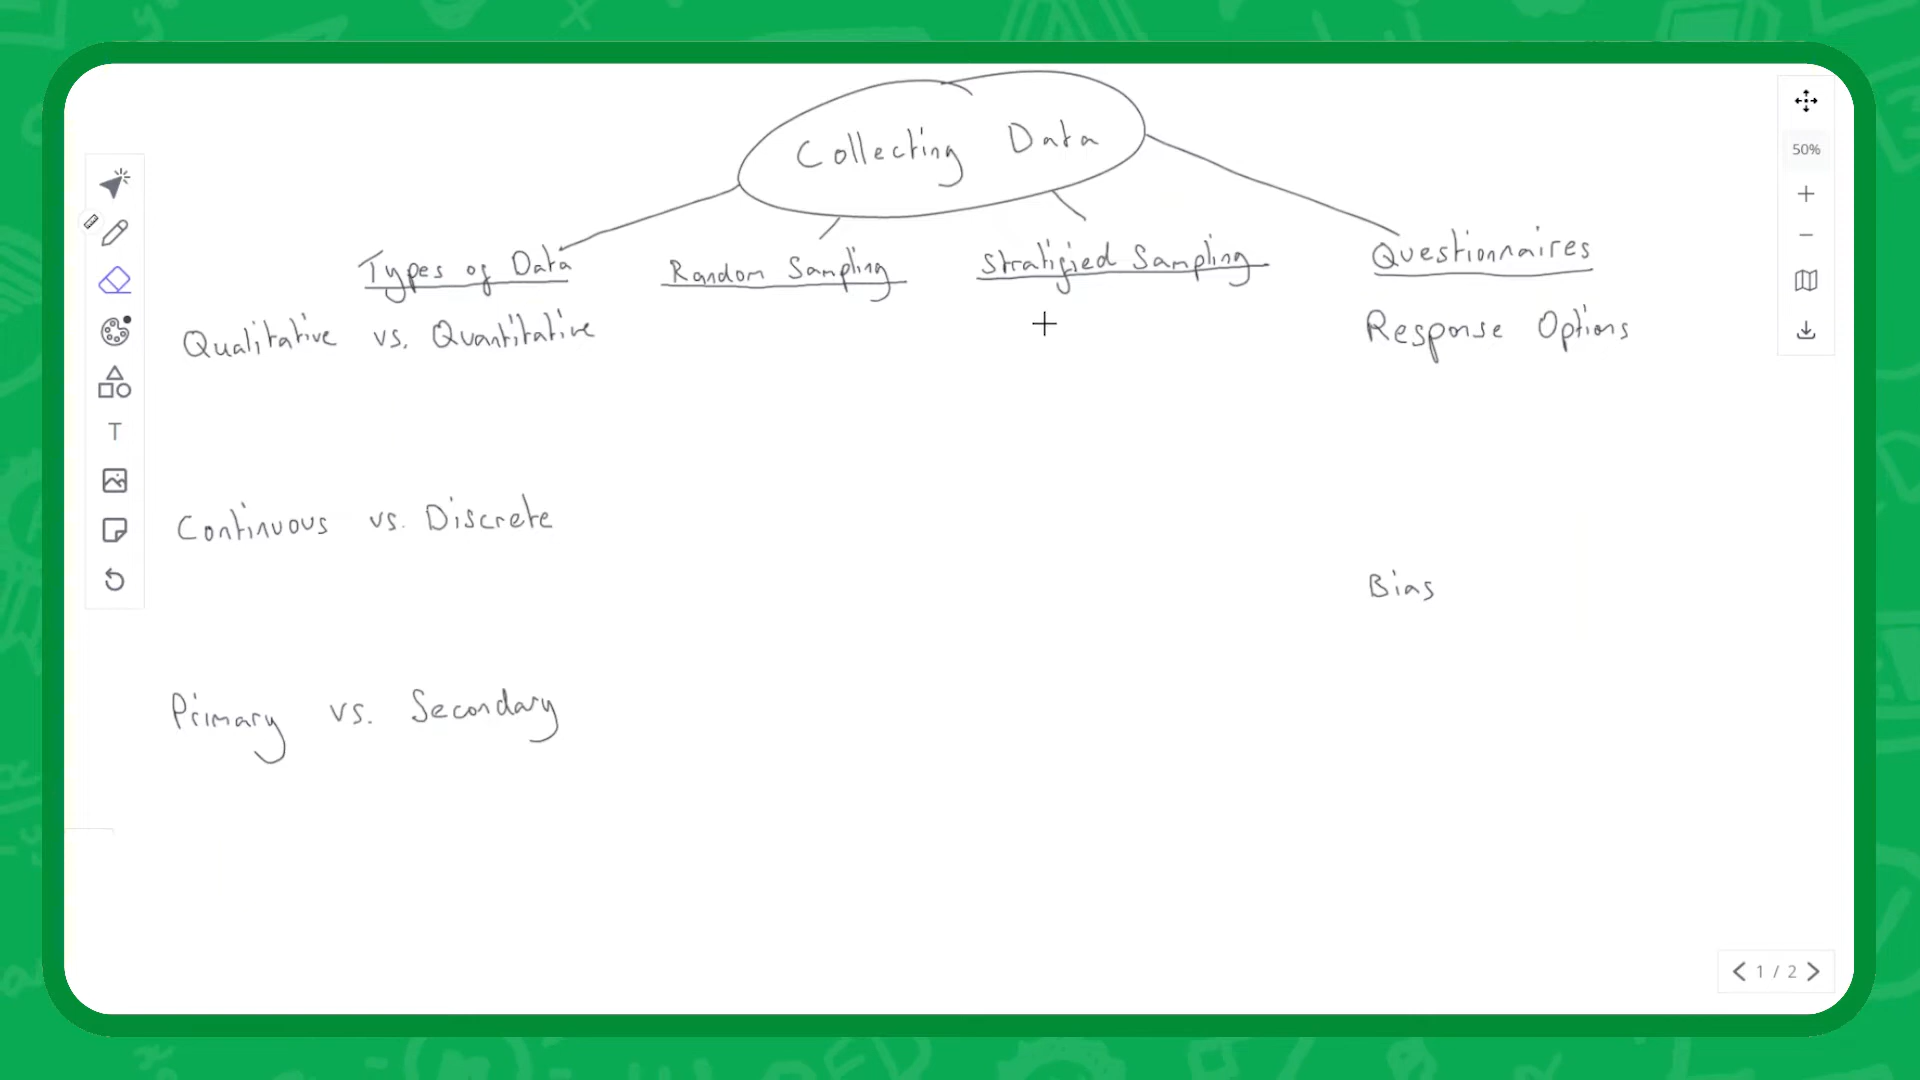 Collecting Data
Types of Data
Random Sampling
Stratified Sampling
Questionnaires
Qualitative vs. Quantitative
Response Options
Continuous vs. Discrete
Bias
Primary vs. Secondary
50%
T
1 / 2